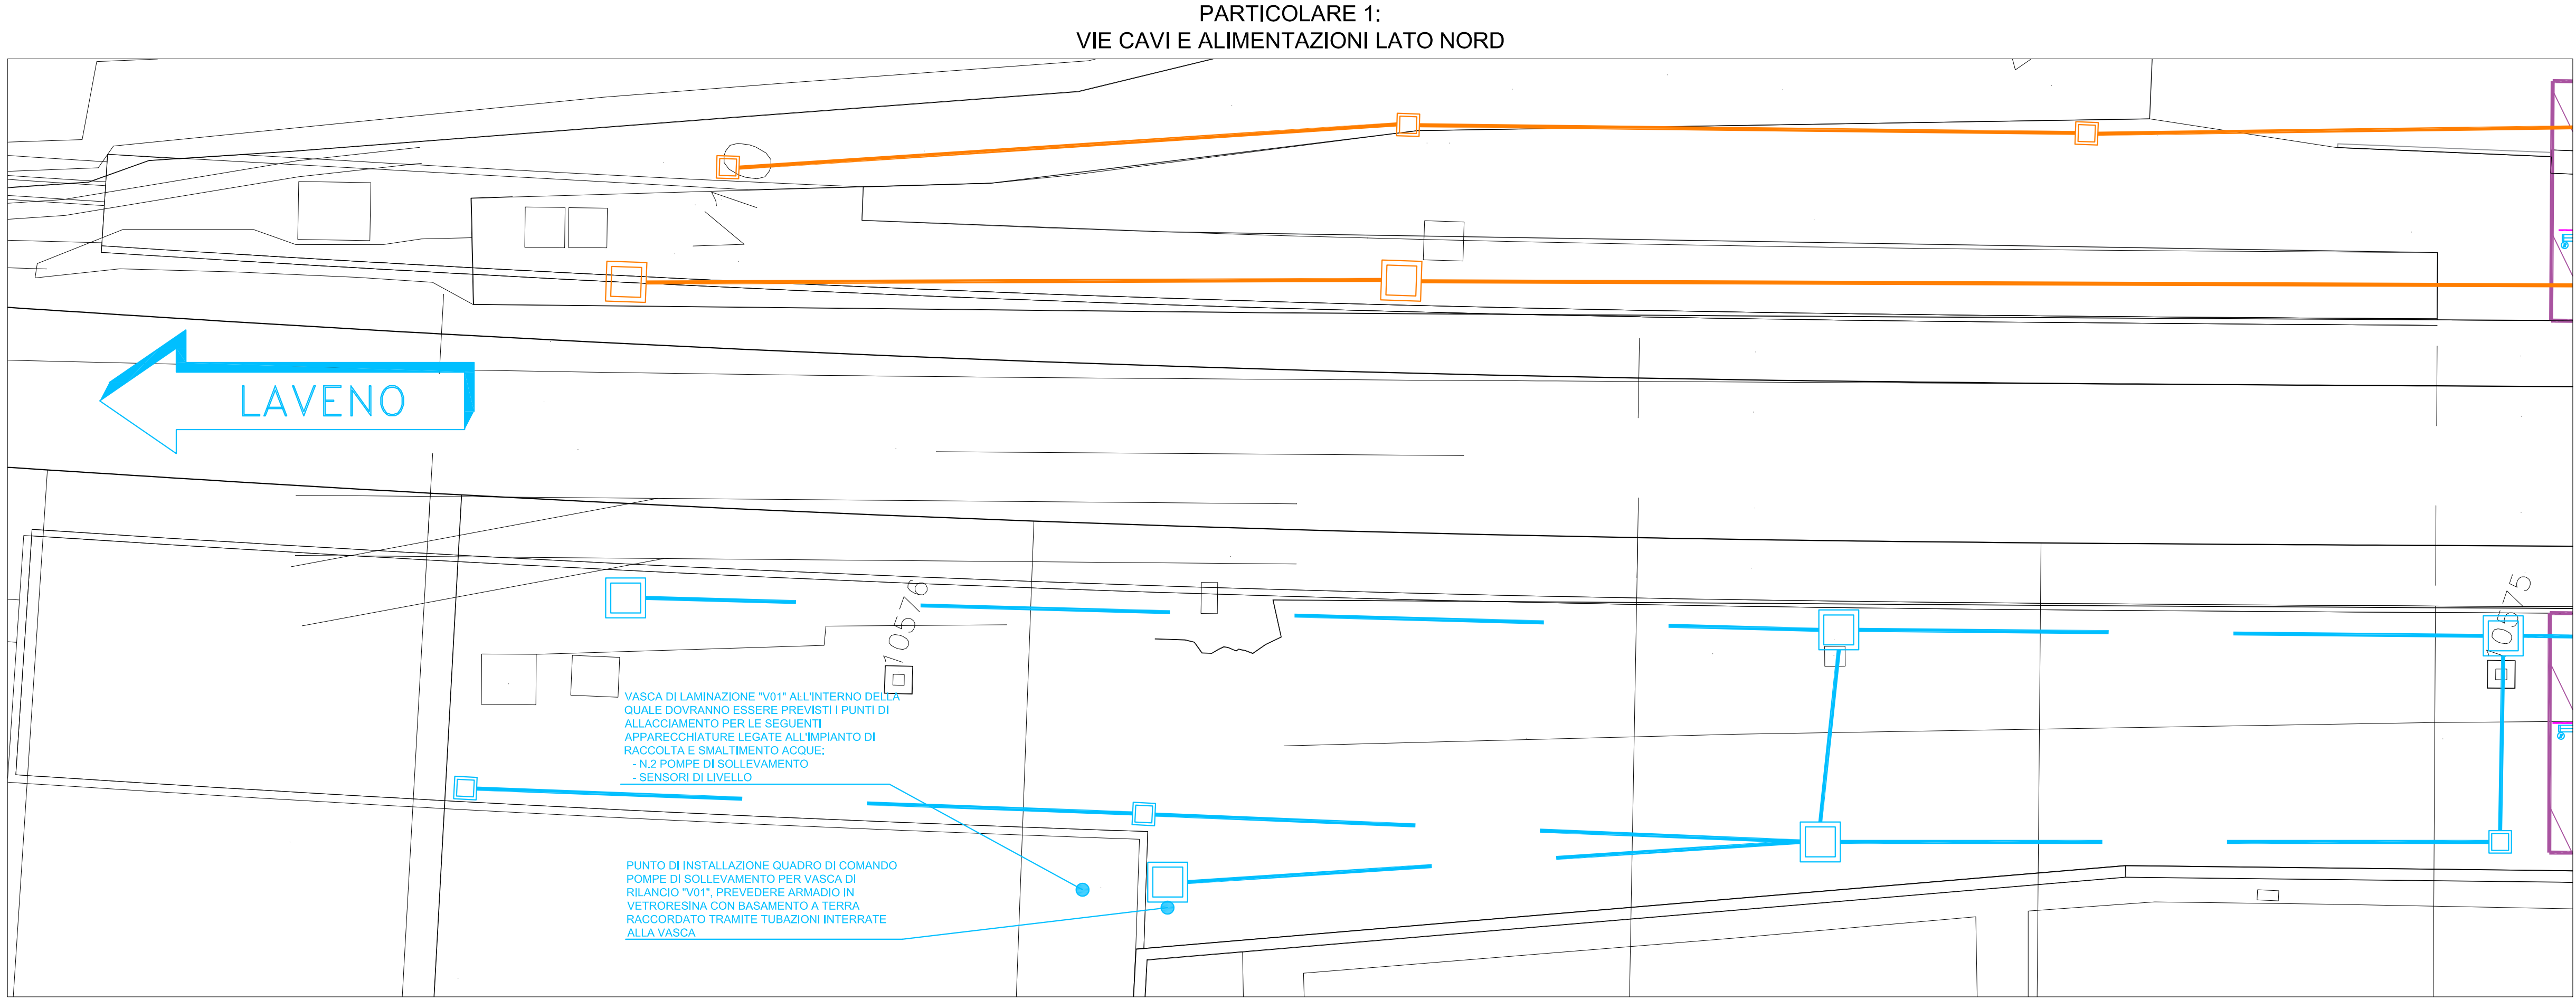 PARTICOLARE 1:
VIE CAVI E ALIMENTAZIONI LATO NORD
LAVENO
10576
10575
VASCA DI LAMINAZIONE "V01" ALL'INTERNO DELLA
QUALE DOVRANNO ESSERE PREVISTI I PUNTI DI
ALLACCIAMENTO PER LE SEGUENTI
APPARECCHIATURE LEGATE ALL'IMPIANTO DI
RACCOLTA E SMALTIMENTO ACQUE:
- N.2 POMPE DI SOLLEVAMENTO
- SENSORI DI LIVELLO
PUNTO DI INSTALLAZIONE QUADRO DI COMANDO
POMPE DI SOLLEVAMENTO PER VASCA DI
RILANCIO "V01", PREVEDERE ARMADIO IN
VETRORESINA CON BASAMENTO A TERRA
RACCORDATO TRAMITE TUBAZIONI INTERRATE
ALLA VASCA